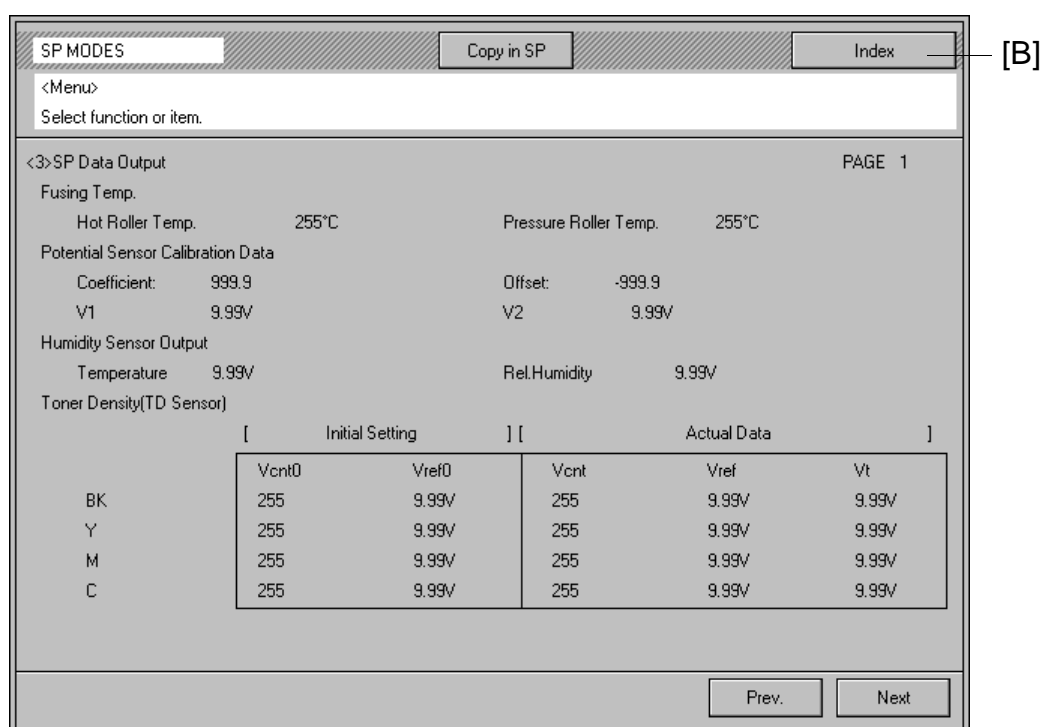 SP MODES Copy in SP Index [B]
<Menu>
Select function or item.
<3>SP Data Output PAGE 1
Fusing Temp.
Hot Roller Temp. 255°C Pressure Roller Temp. 255°C
Potential Sensor Calibration Data
Coefficient: 999.9 Offset: -999.9
V1 9.99V V2 9.99V
Humidity Sensor Output
Temperature 9.99V Rel.Humidity 9.99V
Toner Density(TD Sensor)
[ Initial Setting ] [ Actual Data ]
Vcnt0 Vref0 Vcnt Vref Vt
BK 255 9.99V 255 9.99V 9.99V
Y 255 9.99V 255 9.99V 9.99V
M 255 9.99V 255 9.99V 9.99V
C 255 9.99V 255 9.99V 9.99V
Prev. Next